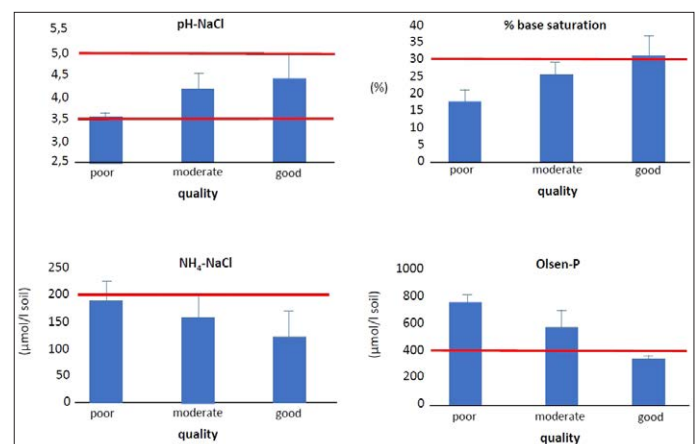 pH-NaCl
5,5
5,0
4,5
4,0
3,5
3,0
2,5
poor moderate good
quality
% base saturation
(%)
40
35
30
25
20
15
10
5
0
poor moderate good
quality
NH₄-NaCl
(μmol/l soil)
250
200
150
100
50
0
poor moderate good
quality
Olsen-P
(μmol/l soil)
1000
800
600
400
200
0
poor moderate good
quality